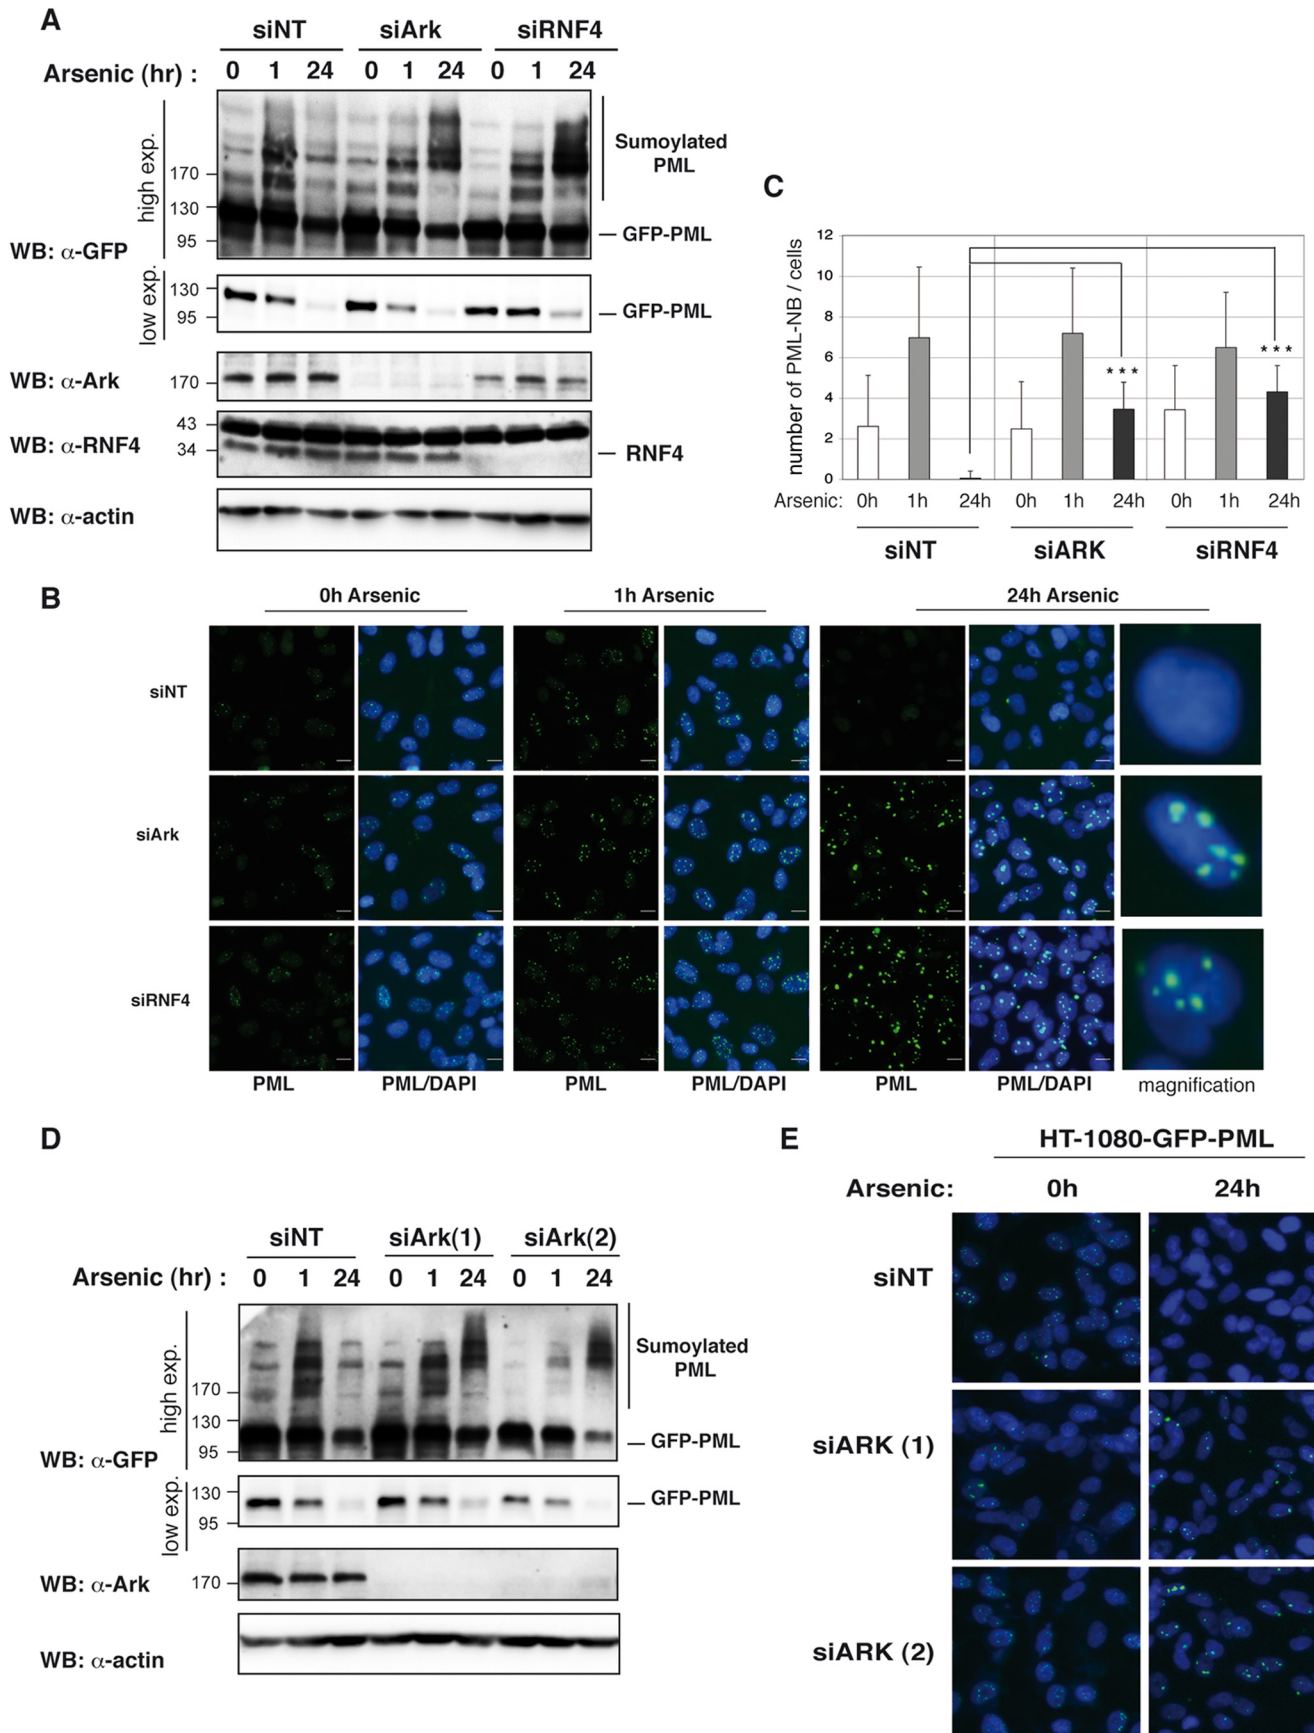 A
siNT siArk siRNF4
Arsenic (hr) : 0 1 24 0 1 24 0 1 24
high exp.
170
130
95
Sumoylated
PML
GFP-PML
WB: α-GFP
low exp.
130
95
GFP-PML
WB: α-Ark 170
WB: α-RNF4 43
34
RNF4
WB: α-actin
C
number of PML-NB / cells
12
10
8
6
4
2
0
*** ***
Arsenic: 0h 1h 24h 0h 1h 24h 0h 1h 24h
siNT siARK siRNF4
B
0h Arsenic 1h Arsenic 24h Arsenic
siNT
siArk
siRNF4
PML PML/DAPI PML PML/DAPI PML PML/DAPI magnification
D
siNT siArk(1) siArk(2)
Arsenic (hr) : 0 1 24 0 1 24 0 1 24
high exp.
170
130
95
Sumoylated
PML
GFP-PML
WB: α-GFP
low exp.
130
95
GFP-PML
WB: α-Ark 170
WB: α-actin
E
HT-1080-GFP-PML
Arsenic: 0h 24h
siNT
siARK (1)
siARK (2)